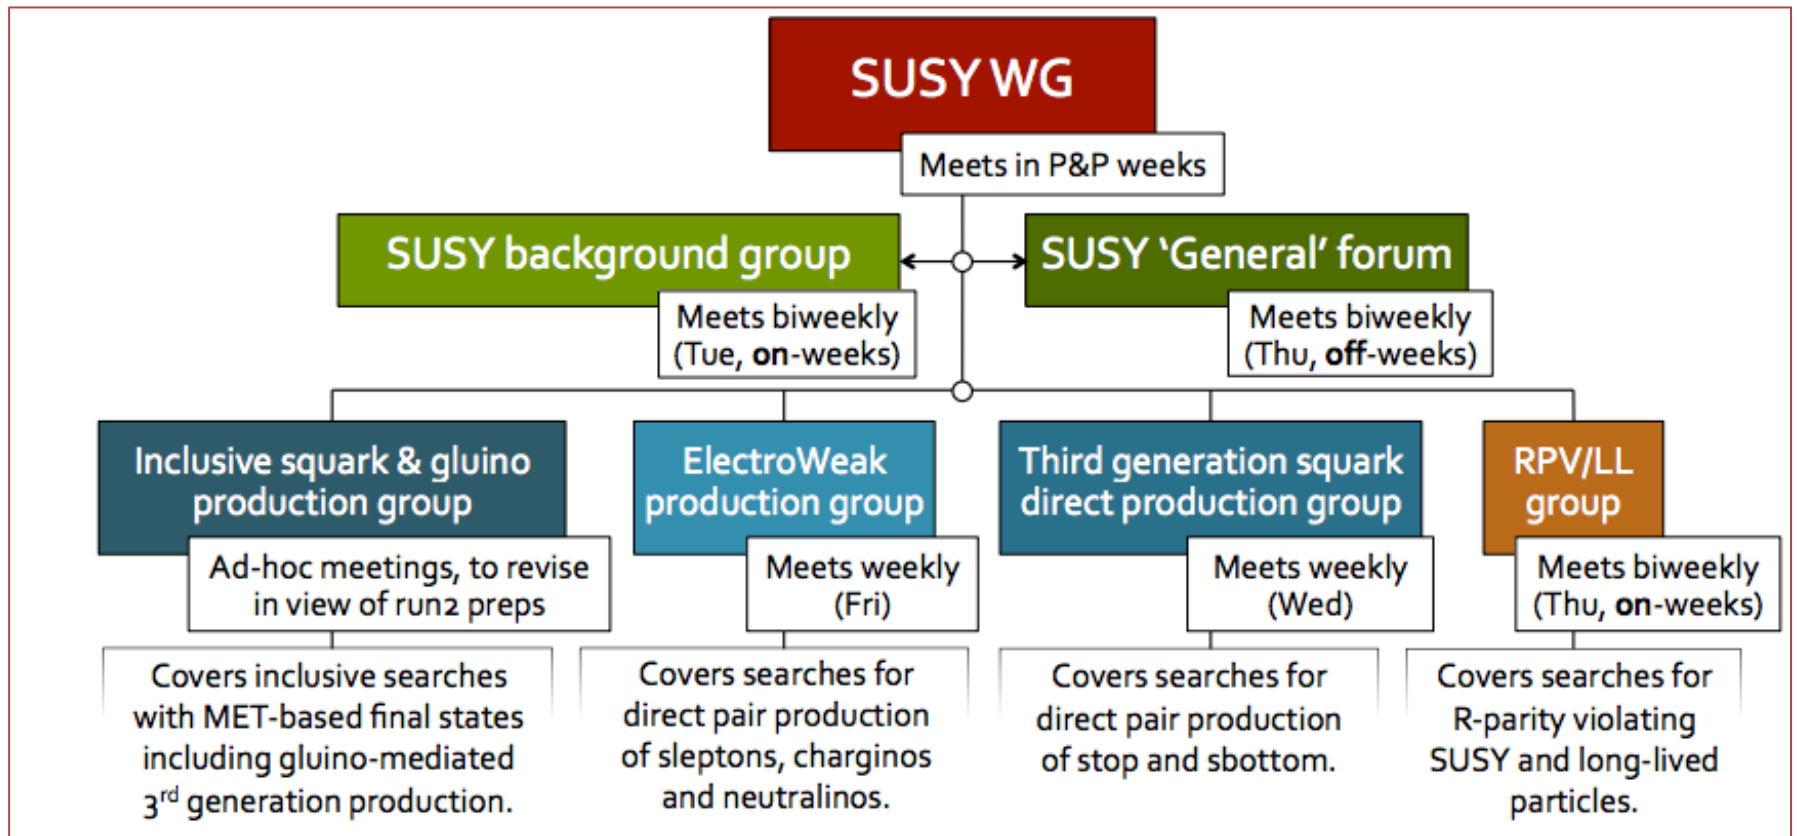 SUSY WG
Meets in P&P weeks
SUSY background group
SUSY ‘General’ forum
Meets biweekly
(Tue, on-weeks)
Meets biweekly
(Thu, off-weeks)
Inclusive squark & gluino
production group
ElectroWeak
production group
Third generation squark
direct production group
RPV/LL
group
Ad-hoc meetings, to revise
in view of run2 preps
Meets weekly
(Fri)
Meets weekly
(Wed)
Meets biweekly
(Thu, on-weeks)
Covers inclusive searches
with MET-based final states
including gluino-mediated
3rd generation production.
Covers searches for
direct pair production
of sleptons, charginos
and neutralinos.
Covers searches for
direct pair production
of stop and sbottom.
Covers searches for
R-parity violating
SUSY and long-lived
particles.